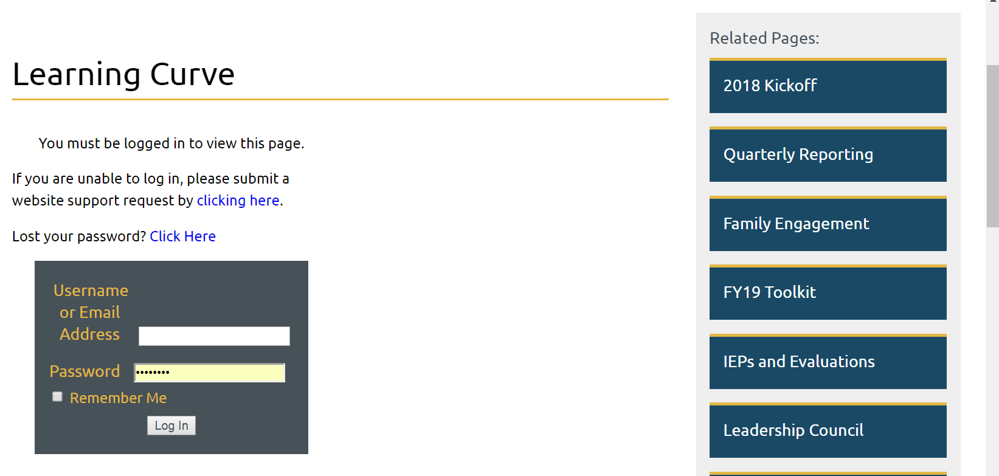 Learning Curve
You must be logged in to view this page.
If you are unable to log in, please submit a
website support request by clicking here.
Lost your password? Click Here
Username
or Email
Address
Password ••••••••
Remember Me
Log In
Related Pages:
2018 Kickoff
Quarterly Reporting
Family Engagement
FY19 Toolkit
IEPs and Evaluations
Leadership Council